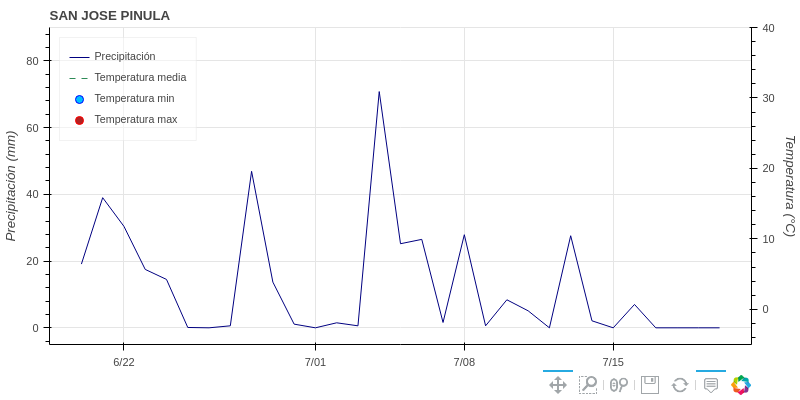 SAN JOSE PINULA
Precipitación
Temperatura media
Temperatura min
Temperatura max
Precipitación (mm)
80
60
40
20
0
Temperatura (°C)
40
30
20
10
0
6/22
7/01
7/08
7/15